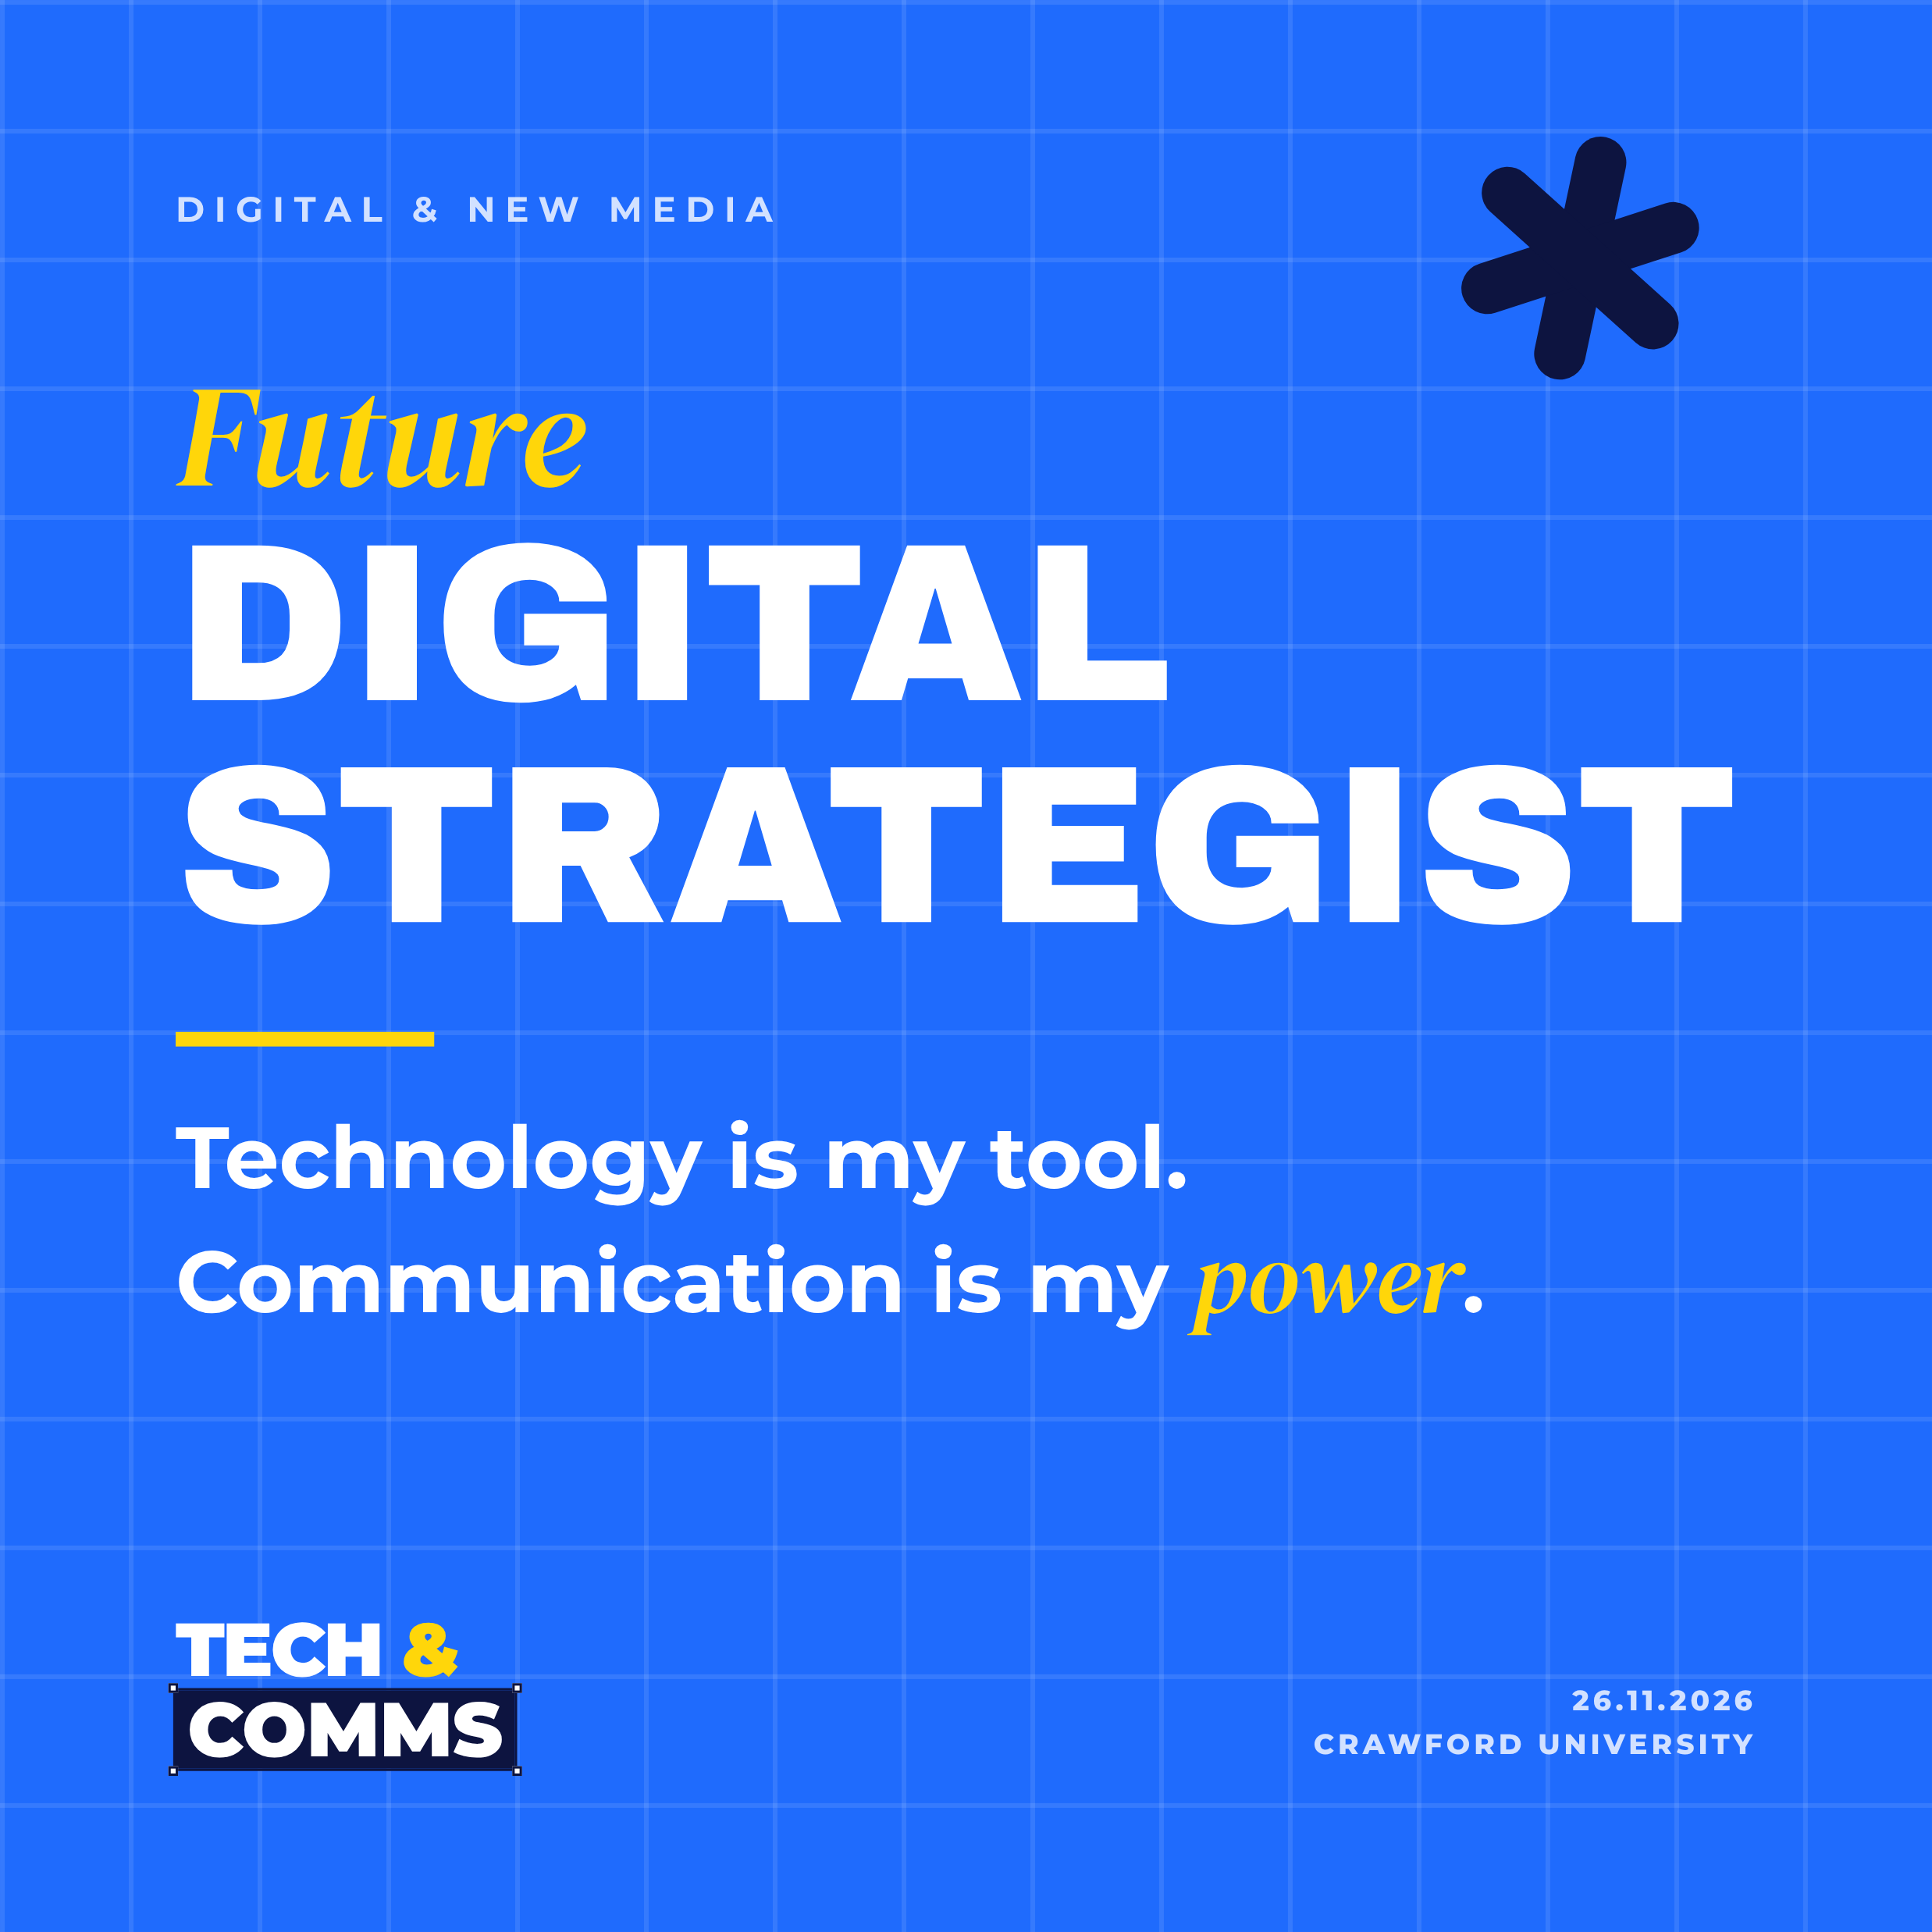 DIGITAL & NEW MEDIA
Future
DIGITAL
STRATEGIST
Technology is my tool.
Communication is my power.
TECH &
COMMS
26.11.2026
CRAWFORD UNIVERSITY